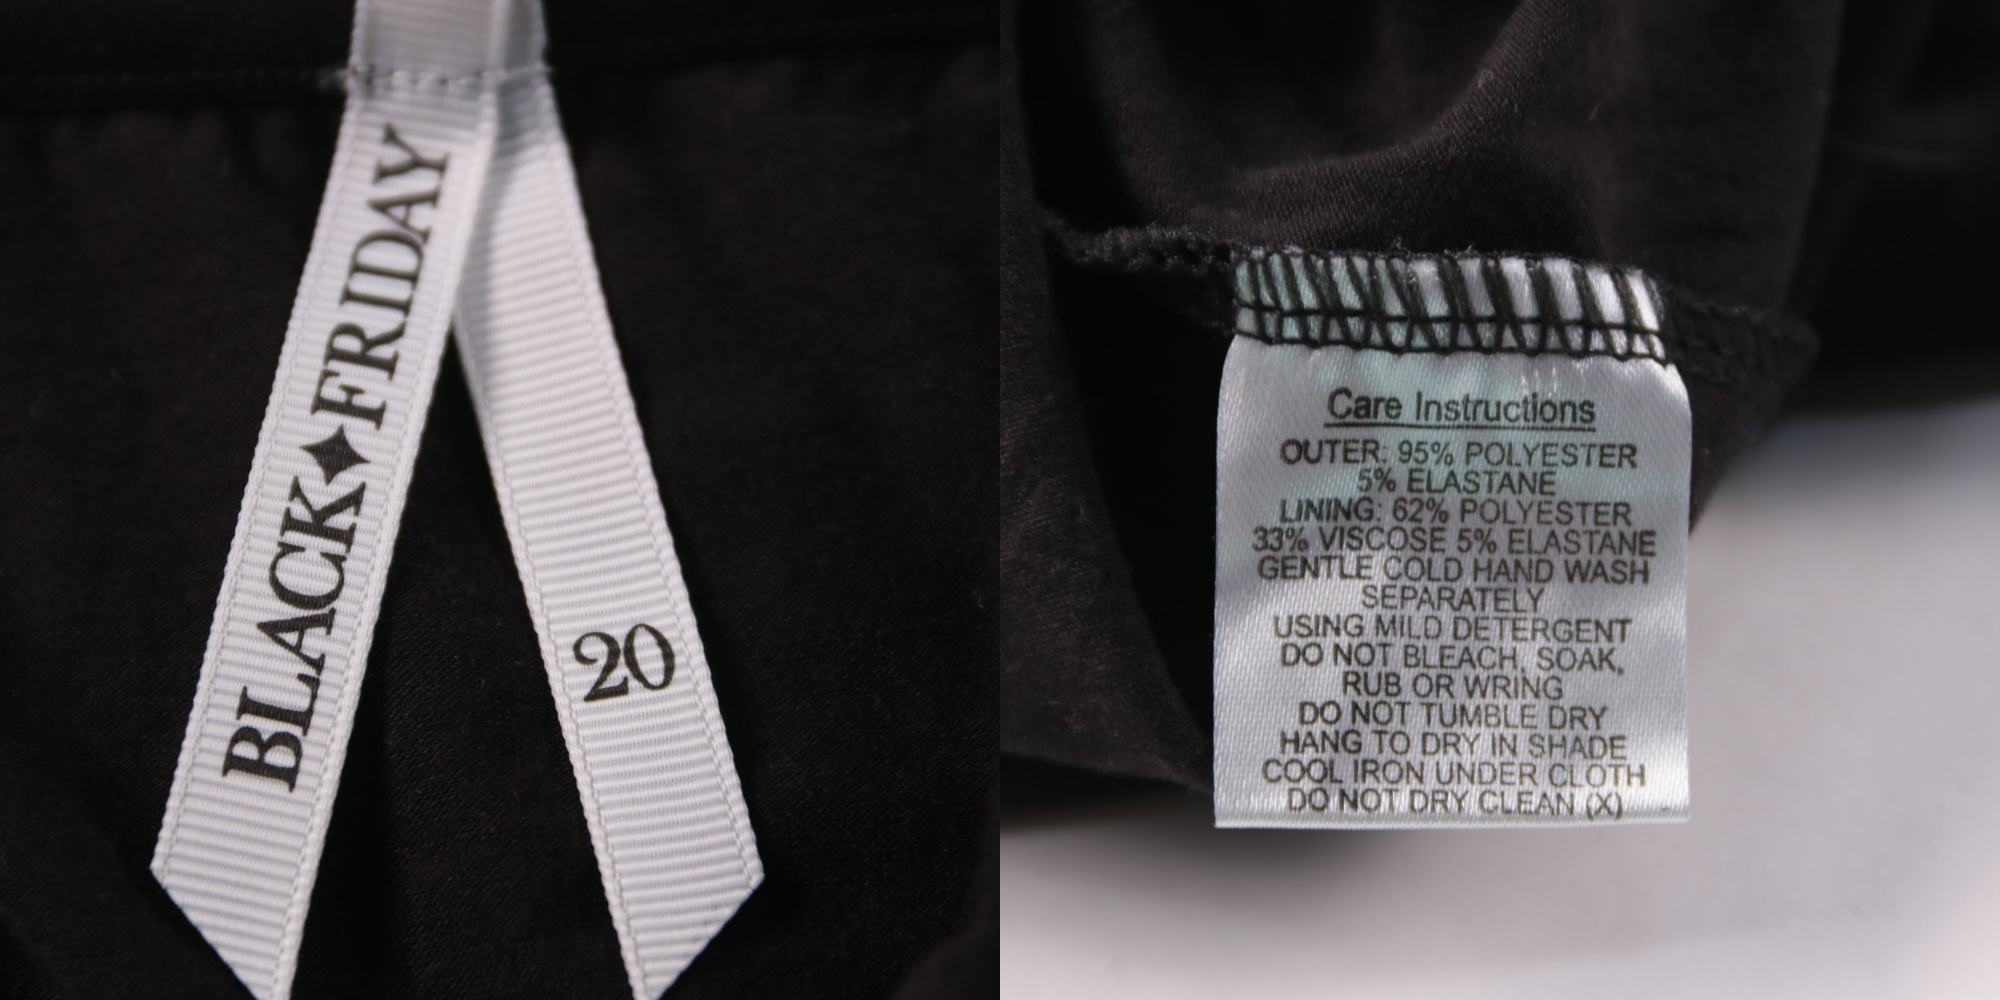 BLACK✦FRIDAY
20
Care Instructions
OUTER: 95% POLYESTER
5% ELASTANE
LINING: 62% POLYESTER
33% VISCOSE 5% ELASTANE
GENTLE COLD HAND WASH
SEPARATELY
USING MILD DETERGENT
DO NOT BLEACH, SOAK,
RUB OR WRING
DO NOT TUMBLE DRY
HANG TO DRY IN SHADE
COOL IRON UNDER CLOTH
DO NOT DRY CLEAN (X)